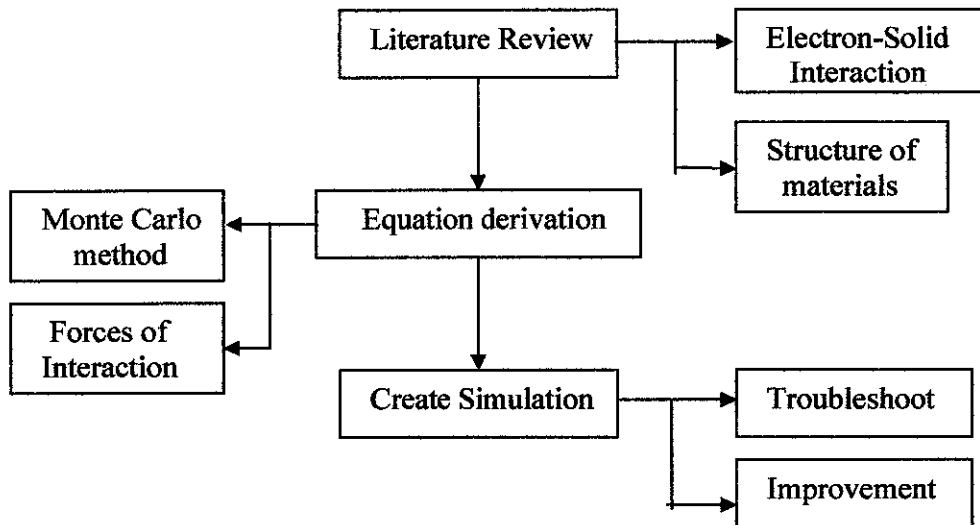 Literature Review
Electron-Solid
Interaction
Structure of
materials
Equation derivation
Monte Carlo
method
Forces of
Interaction
Create Simulation
Troubleshoot
Improvement